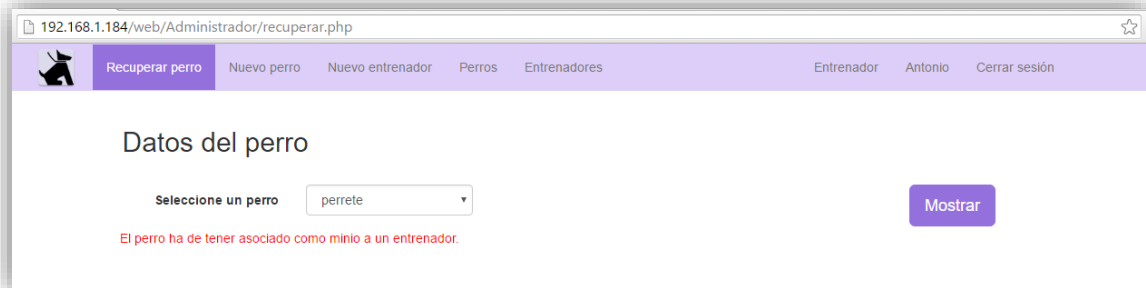 192.168.1.184/web/Administrador/recuperar.php
Recuperar perro Nuevo perro Nuevo entrenador Perros Entrenadores Entrenador Antonio Cerrar sesión
Datos del perro
Seleccione un perro perrete Mostrar
El perro ha de tener asociado como minio a un entrenador.